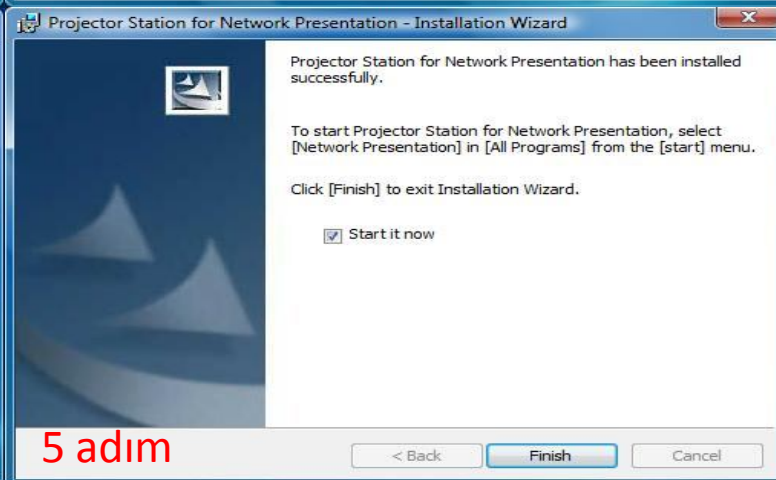 Projector Station for Network Presentation - Installation Wizard
Projector Station for Network Presentation has been installed
successfully.
To start Projector Station for Network Presentation, select
[Network Presentation] in [All Programs] from the [start] menu.
Click [Finish] to exit Installation Wizard.
Start it now
5 adım
< Back
Finish
Cancel